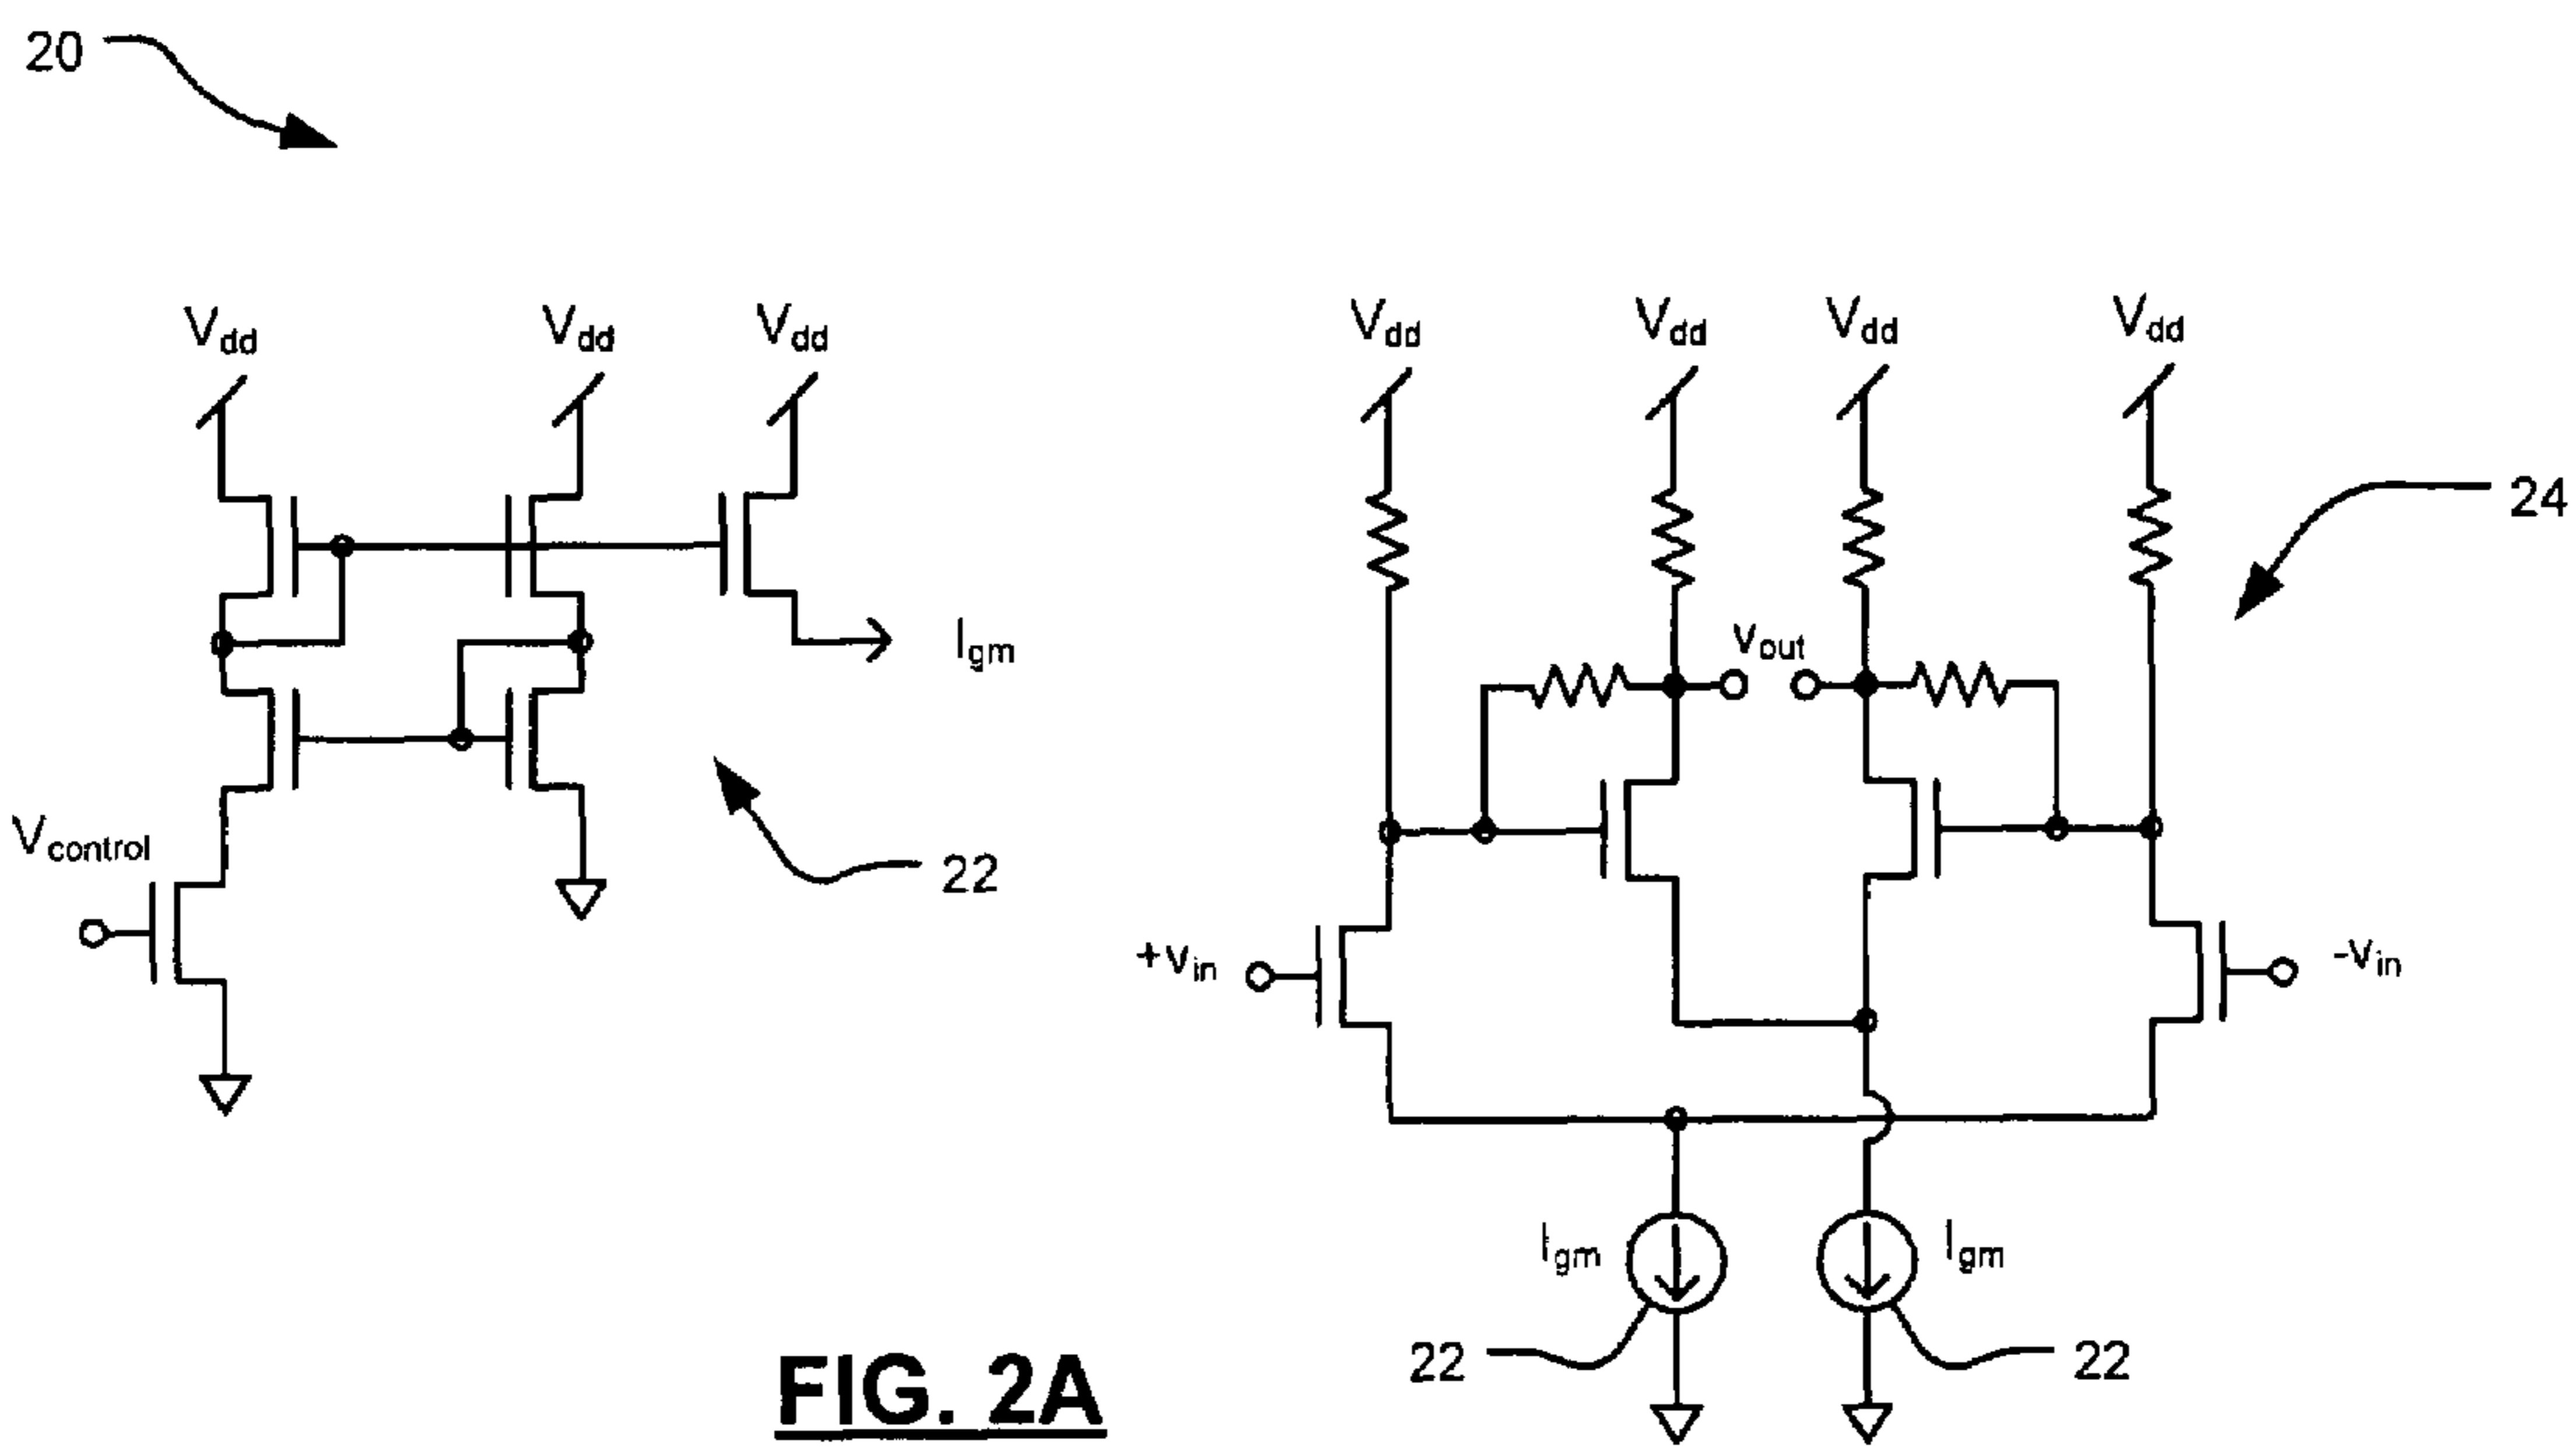 20
Vdd
Vdd
Vdd
Igm
Vcontrol
22
Vdd
Vdd
Vdd
Vdd
24
vout
+vin
-vin
Igm
Igm
22
22
FIG. 2A